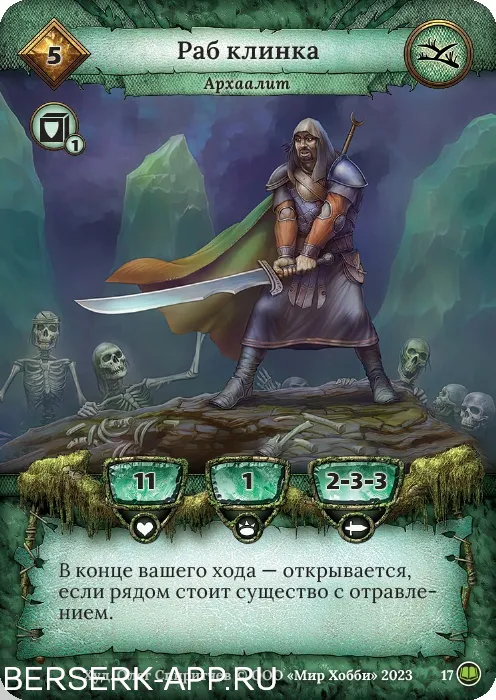 5
Раб клинка
Архаалит
1
11
1
2-3-3
В конце вашего хода — открывается,
если рядом стоит существо с отравле-
нием.
© ООО «Мир Хобби» 2023
17
BERSERK-APP.RU